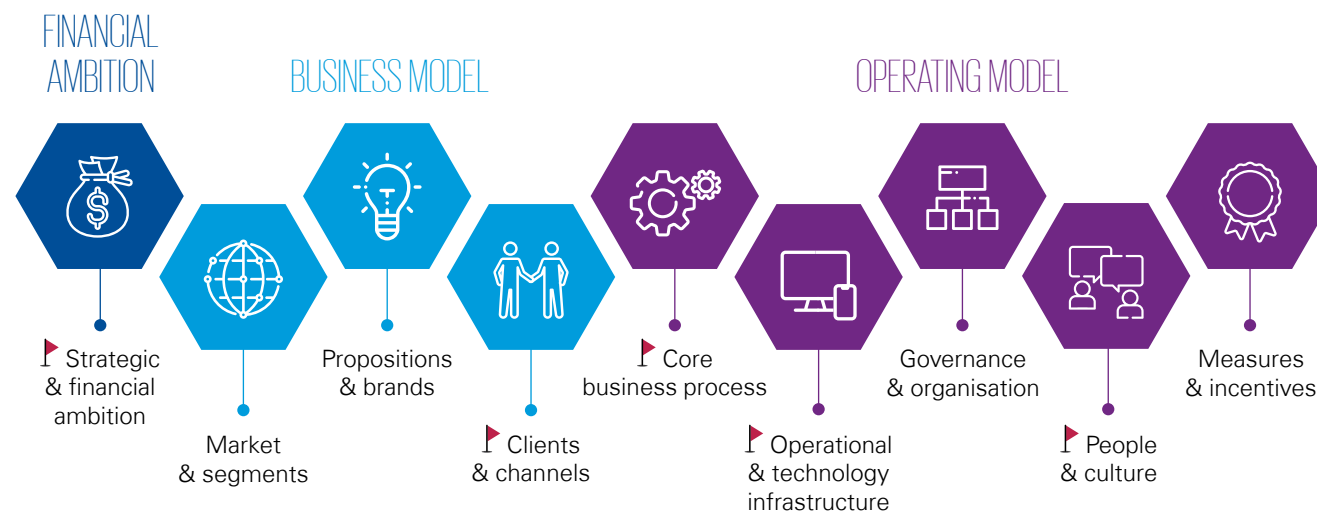 FINANCIAL
AMBITION
BUSINESS MODEL
OPERATING MODEL
$
Strategic
& financial
ambition
Market
& segments
Propositions
& brands
Clients
& channels
Core
business process
Operational
& technology
infrastructure
Governance
& organisation
People
& culture
Measures
& incentives